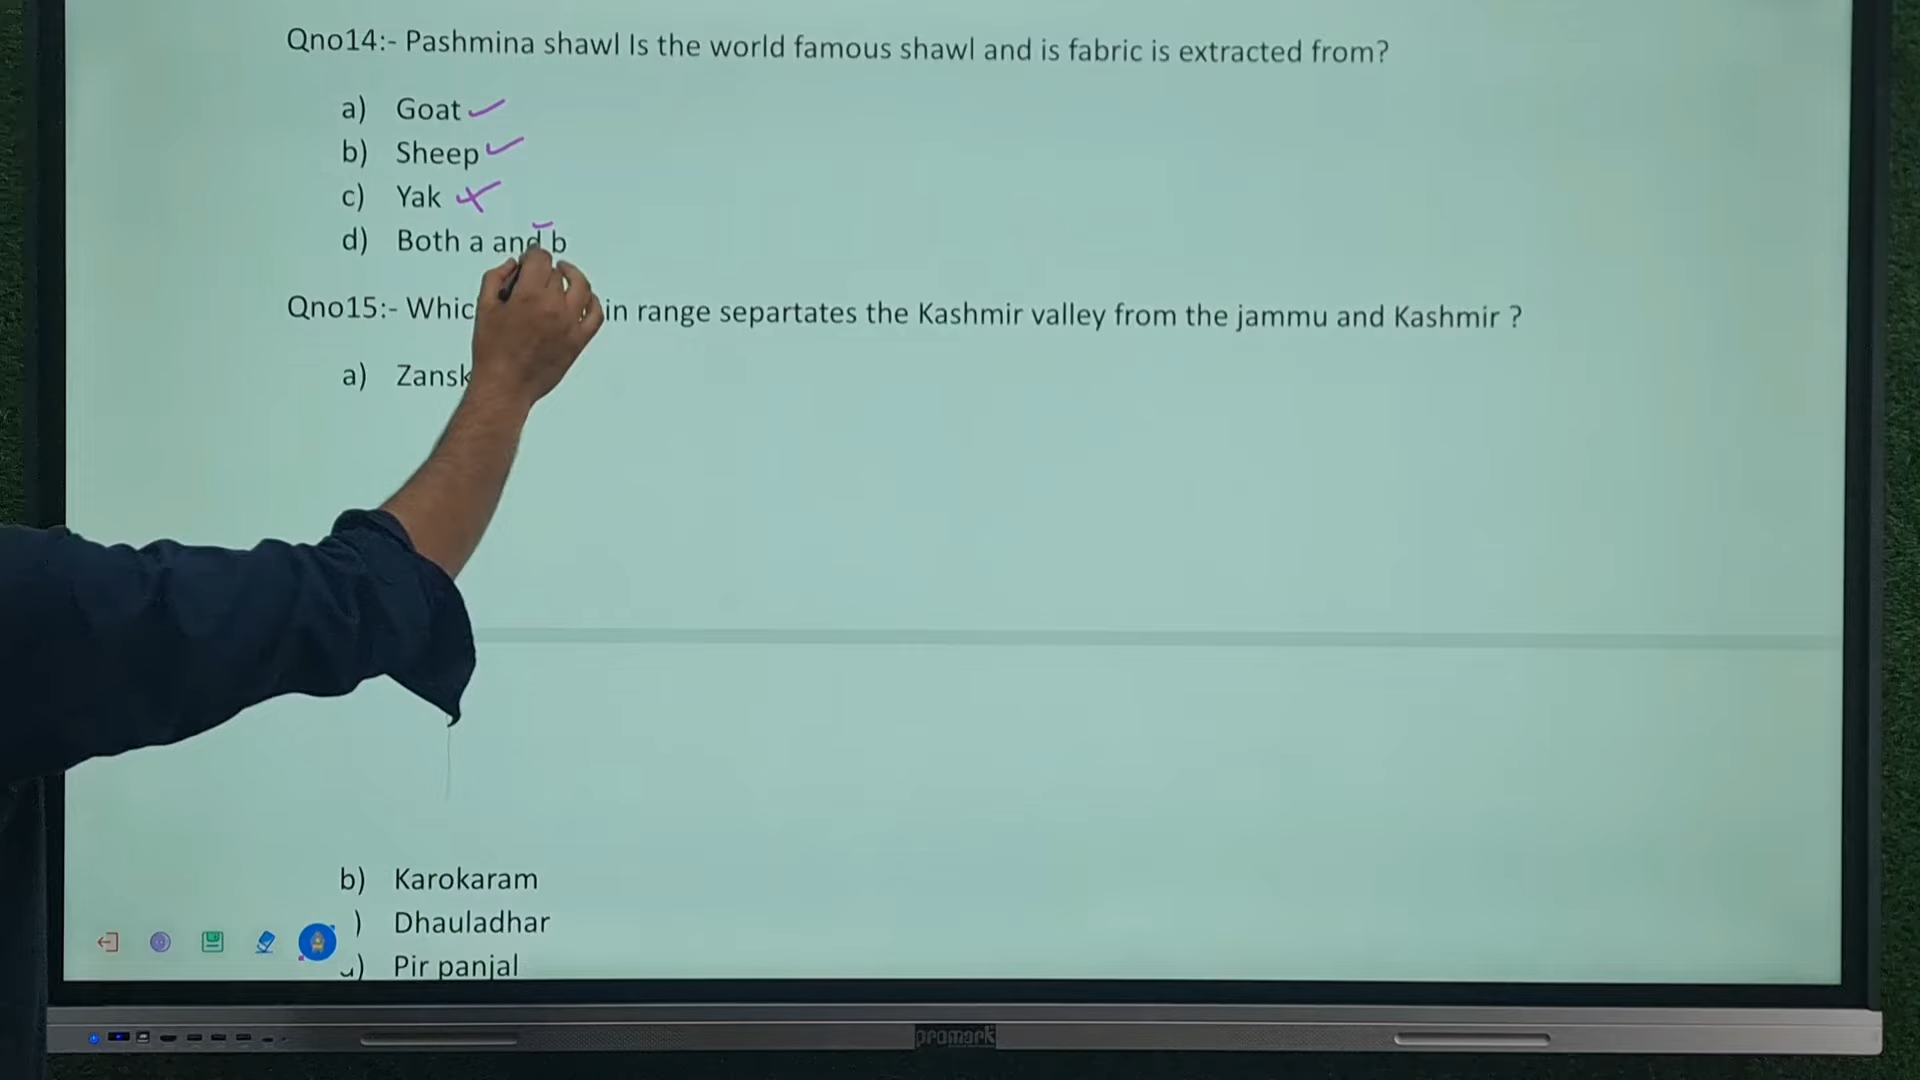 Qno14:- Pashmina shawl Is the world famous shawl and is fabric is extracted from?
a) Goat
b) Sheep
c) Yak
d) Both a and b
Qno15:- Whic in range separtates the Kashmir valley from the jammu and Kashmir ?
a) Zansk
b) Karokaram
) Dhauladhar
) Pir panjal
promark